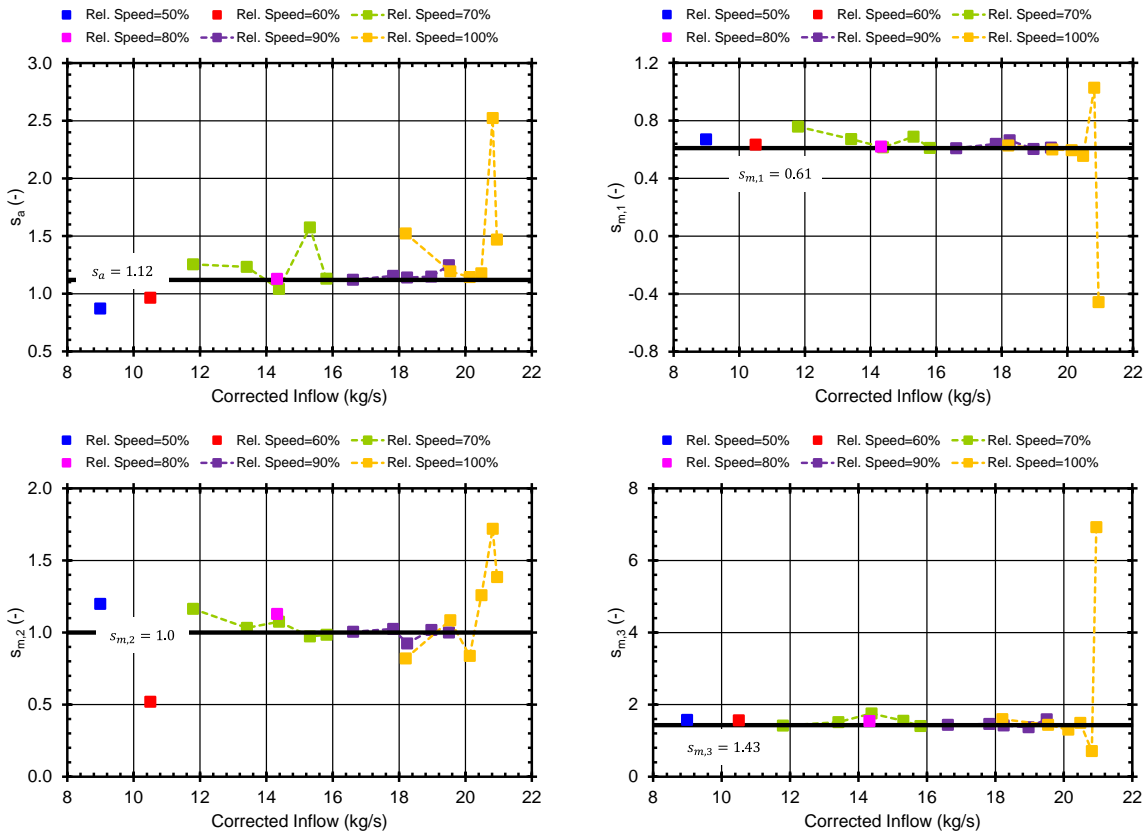 Rel. Speed=50% Rel. Speed=60% Rel. Speed=70%
Rel. Speed=80% Rel. Speed=90% Rel. Speed=100%
3.0
2.5
2.0
1.5
1.0
0.5
s_a (-)
s_a = 1.12
8 10 12 14 16 18 20 22
Corrected Inflow (kg/s)
Rel. Speed=50% Rel. Speed=60% Rel. Speed=70%
Rel. Speed=80% Rel. Speed=90% Rel. Speed=100%
1.2
0.8
0.4
0.0
-0.4
-0.8
s_m,1 (-)
s_m,1 = 0.61
8 10 12 14 16 18 20 22
Corrected Inflow (kg/s)
Rel. Speed=50% Rel. Speed=60% Rel. Speed=70%
Rel. Speed=80% Rel. Speed=90% Rel. Speed=100%
2.0
1.5
1.0
0.5
0.0
s_m,2 (-)
s_m,2 = 1.0
8 10 12 14 16 18 20 22
Corrected Inflow (kg/s)
Rel. Speed=50% Rel. Speed=60% Rel. Speed=70%
Rel. Speed=80% Rel. Speed=90% Rel. Speed=100%
8
6
4
2
0
s_m,3 (-)
s_m,3 = 1.43
8 10 12 14 16 18 20 22
Corrected Inflow (kg/s)